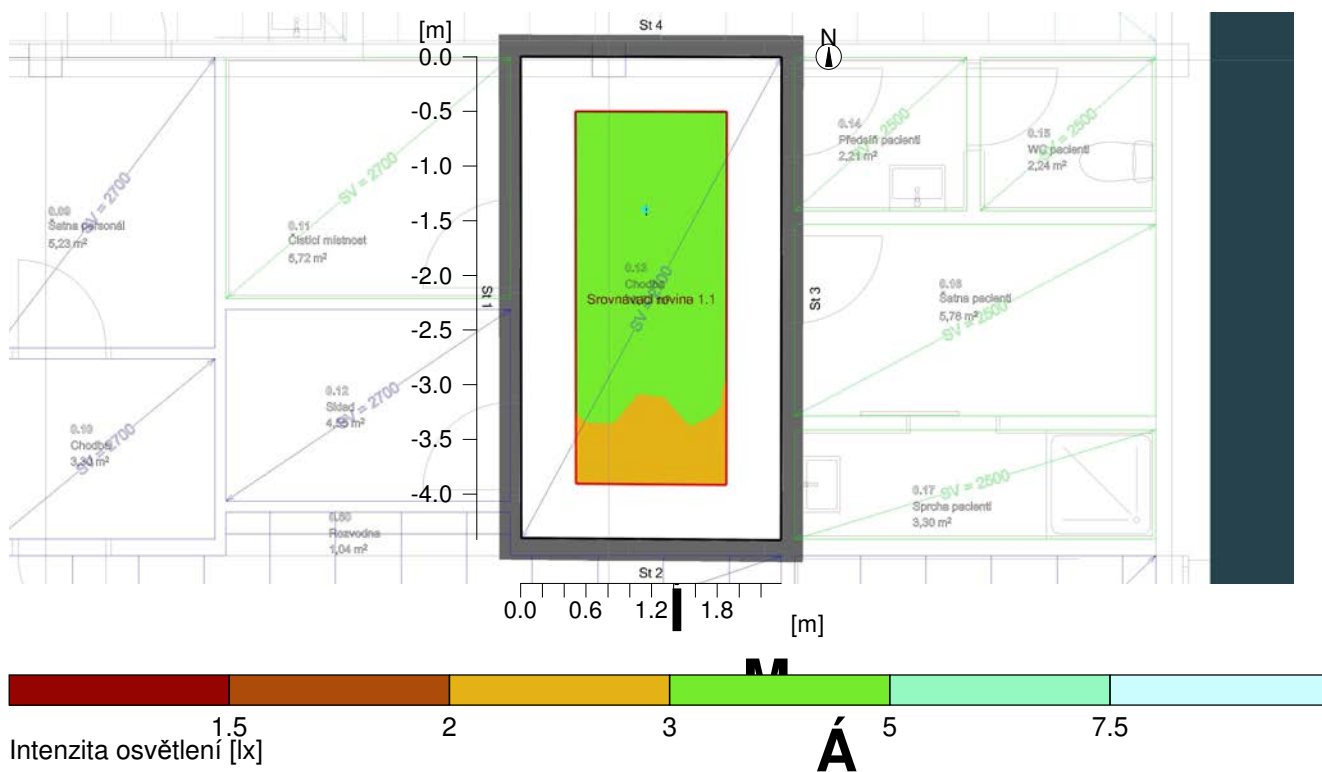 St 4
[m]
N
0.0
-0.5
-1.0
-1.5
-2.0
-2.5
-3.0
-3.5
-4.0
0.09
Šatna personál
5,23 m²
SV = 2700
0.11
Čistící místnost
5,72 m²
SV = 2700
0.10
Chodba
3,30 m²
SV = 2700
0.12
Sklad
4,55 m²
SV = 2700
0.80
Rozvodna
1,04 m²
St 1
0.13
Chodba
Srovnávací rovina 1.1
SV = 2700
St 3
0.14
Předsíň pacienti
2,21 m²
SV = 2500
0.15
WC pacienti
2,24 m²
SV = 2500
0.16
Šatna pacienti
5,78 m²
SV = 2500
0.17
Sprcha pacienti
3,30 m²
SV = 2500
St 2
0.0 0.6 1.2 1.8
[m]
M
1.5 2 3 5 7.5
Á
Intenzita osvětlení [lx]